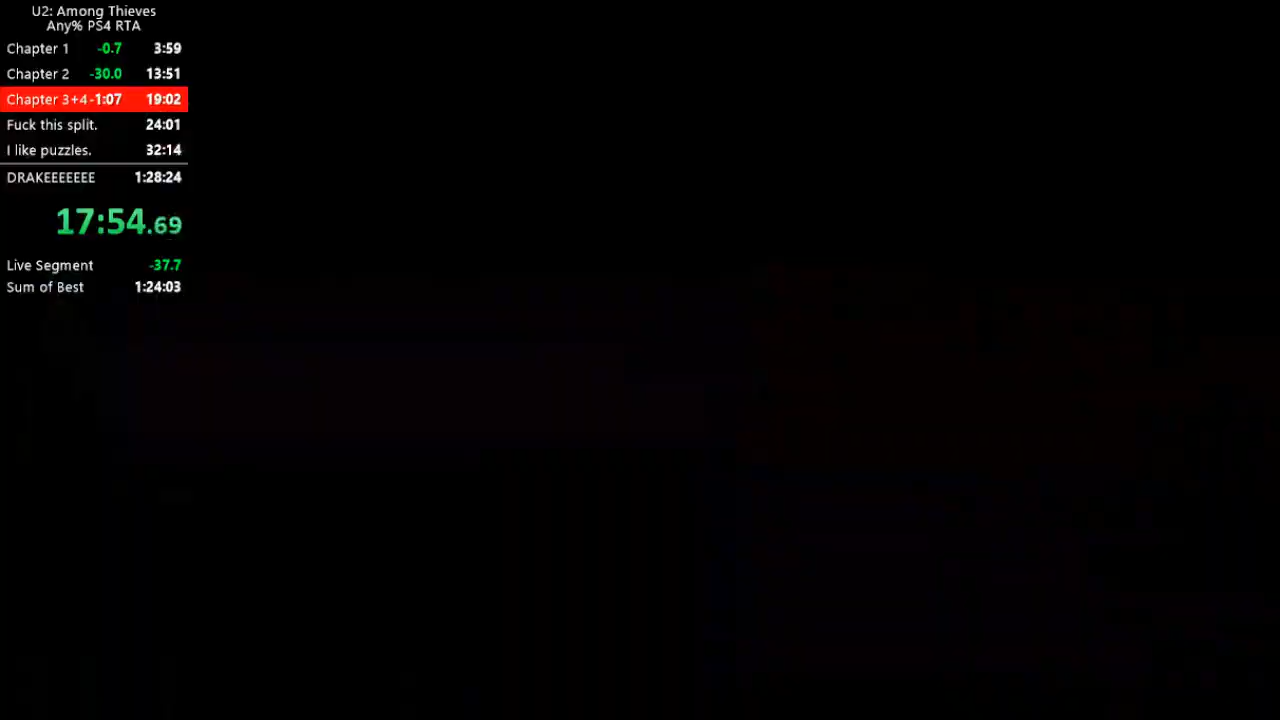 U2: Among Thieves
Any% PS4 RTA
Chapter 1 -0.7 3:59
Chapter 2 -30.0 13:51
Chapter 3+4 -1:07 19:02
Fuck this split. 24:01
I like puzzles. 32:14
DRAKEEEEEEE 1:28:24
17:54.69
Live Segment -37.7
Sum of Best 1:24:03